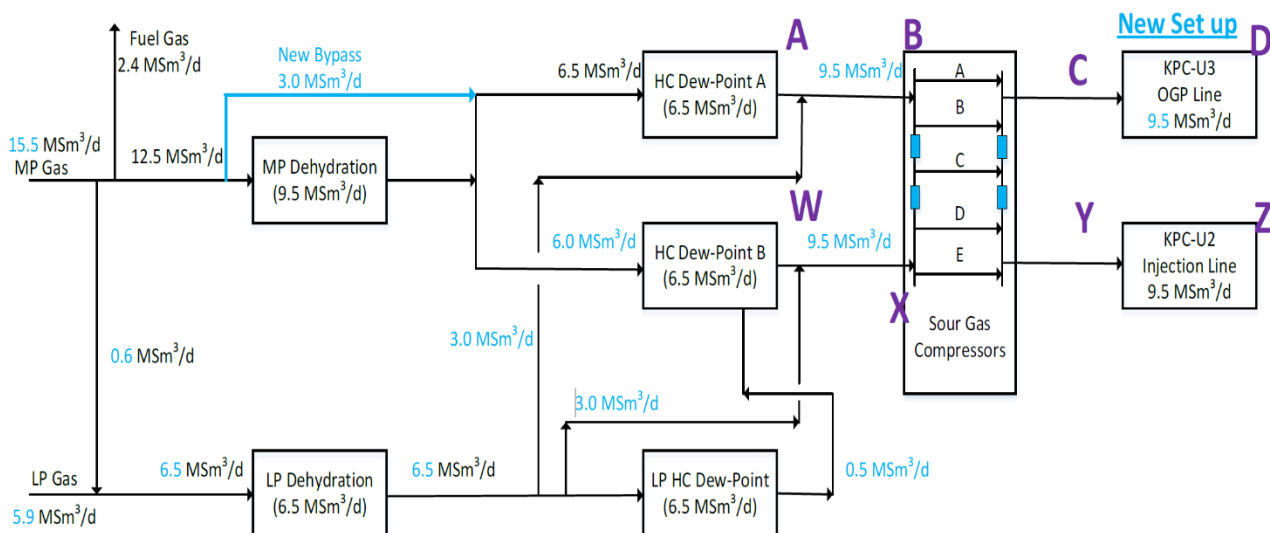 New Set up
Fuel Gas
2.4 MSm³/d
New Bypass
3.0 MSm³/d
A
B
C
D
6.5 MSm³/d
HC Dew-Point A
(6.5 MSm³/d)
9.5 MSm³/d
A
B
C
D
E
KPC-U3
OGP Line
9.5 MSm³/d
15.5 MSm³/d
MP Gas
12.5 MSm³/d
MP Dehydration
(9.5 MSm³/d)
W
6.0 MSm³/d
HC Dew-Point B
(6.5 MSm³/d)
9.5 MSm³/d
X
Y
Z
KPC-U2
Injection Line
9.5 MSm³/d
Sour Gas
Compressors
0.6 MSm³/d
3.0 MSm³/d
3.0 MSm³/d
LP Gas
5.9 MSm³/d
6.5 MSm³/d
LP Dehydration
(6.5 MSm³/d)
6.5 MSm³/d
LP HC Dew-Point
(6.5 MSm³/d)
0.5 MSm³/d